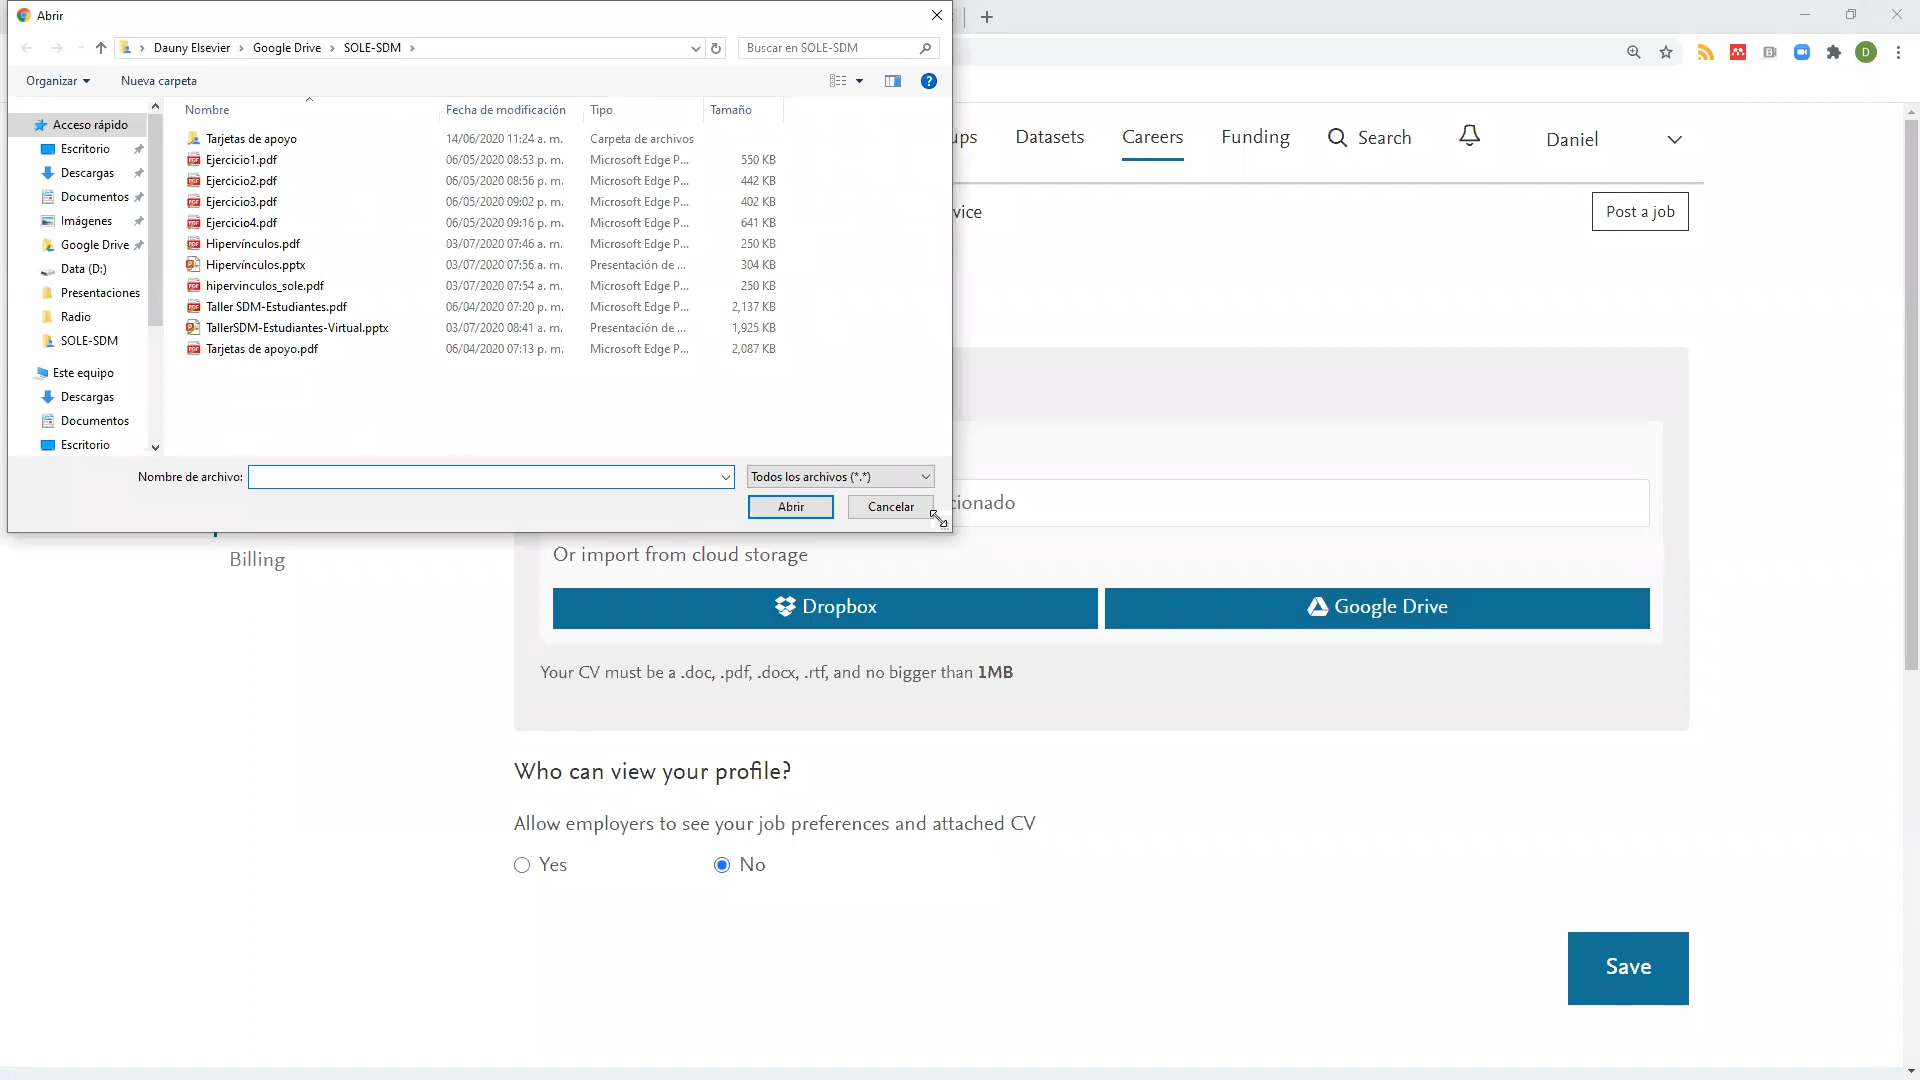 Abrir
Dauny Elsevier > Google Drive > SOLE-SDM >
Buscar en SOLE-SDM
Organizar
Nueva carpeta
Nombre Fecha de modificación Tipo Tamaño
Acceso rápido
Escritorio
Descargas
Documentos
Imágenes
Google Drive
Data (D:)
Presentaciones
Radio
SOLE-SDM
Este equipo
Descargas
Documentos
Escritorio
Tarjetas de apoyo 14/06/2020 11:24 a. m. Carpeta de archivos
Ejercicio1.pdf 06/05/2020 08:53 p. m. Microsoft Edge P... 550 KB
Ejercicio2.pdf 06/05/2020 08:56 p. m. Microsoft Edge P... 442 KB
Ejercicio3.pdf 06/05/2020 09:02 p. m. Microsoft Edge P... 402 KB
Ejercicio4.pdf 06/05/2020 09:16 p. m. Microsoft Edge P... 641 KB
Hipervínculos.pdf 03/07/2020 07:46 a. m. Microsoft Edge P... 250 KB
Hipervínculos.pptx 03/07/2020 07:56 a. m. Presentación de ... 304 KB
hipervinculos_sole.pdf 03/07/2020 07:54 a. m. Microsoft Edge P... 250 KB
Taller SDM-Estudiantes.pdf 06/04/2020 07:20 p. m. Microsoft Edge P... 2,137 KB
TallerSDM-Estudiantes-Virtual.pptx 03/07/2020 08:41 a. m. Presentación de ... 1,925 KB
Tarjetas de apoyo.pdf 06/04/2020 07:13 p. m. Microsoft Edge P... 2,087 KB
Nombre de archivo:
Todos los archivos (*.*)
Abrir
Cancelar
D
ups Datasets Careers Funding Search Daniel
vice
Post a job
cionado
Billing
Or import from cloud storage
Dropbox
Google Drive
Your CV must be a .doc, .pdf, .docx, .rtf, and no bigger than 1MB
Who can view your profile?
Allow employers to see your job preferences and attached CV
Yes
No
Save